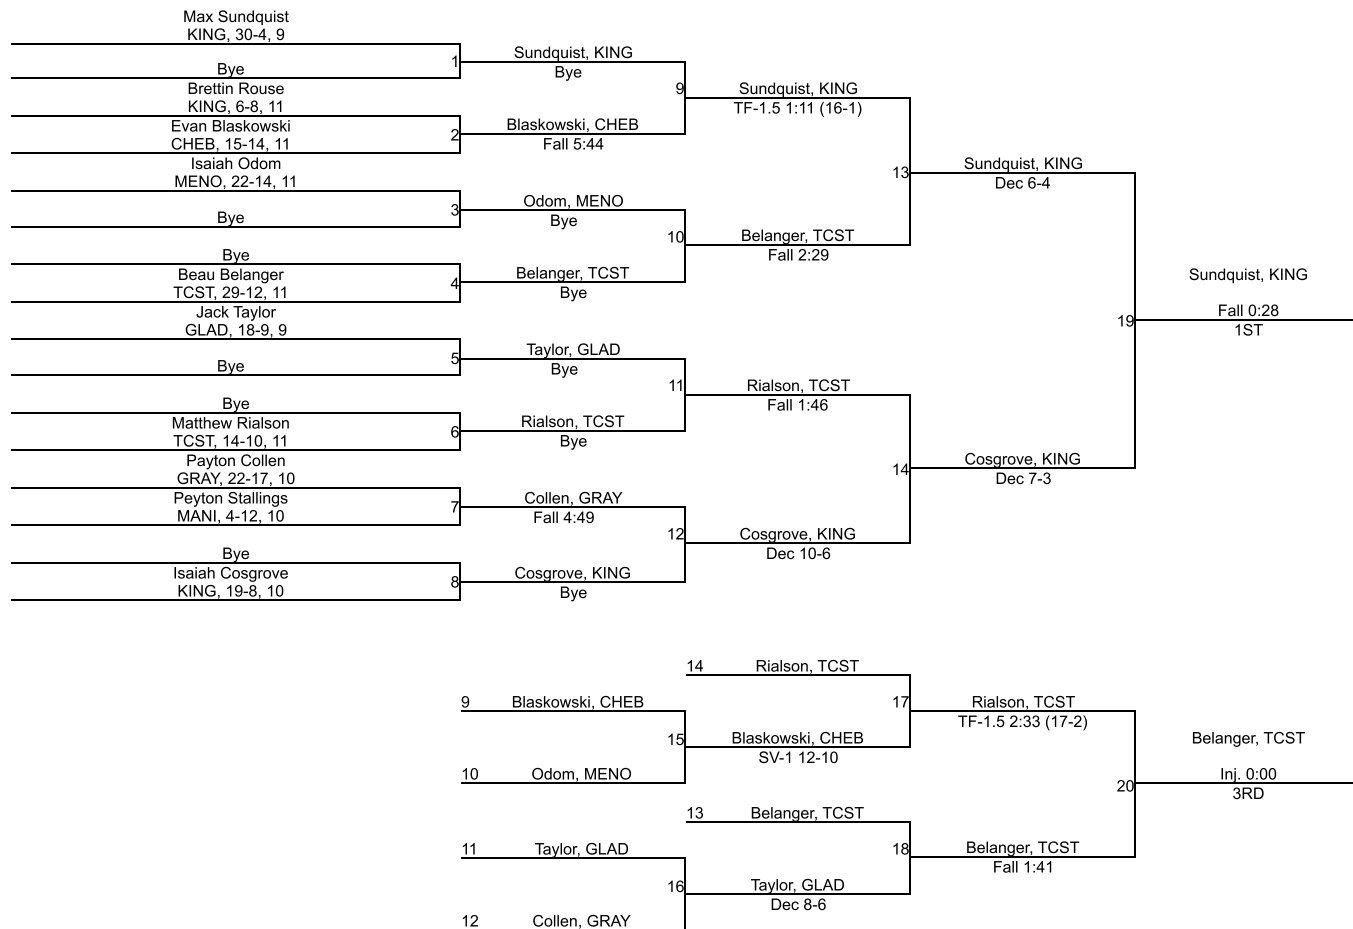 Max Sundquist
KING, 30-4, 9
Bye
1
Brettin Rouse
KING, 6-8, 11
Evan Blaskowski
CHEB, 15-14, 11
2
Isaiah Odom
MENO, 22-14, 11
Bye
3
Bye
Beau Belanger
TCST, 29-12, 11
4
Jack Taylor
GLAD, 18-9, 9
Bye
5
Bye
Matthew Rialson
TCST, 14-10, 11
6
Payton Collen
GRAY, 22-17, 10
Peyton Stallings
MANI, 4-12, 10
7
Bye
Isaiah Cosgrove
KING, 19-8, 10
8
Sundquist, KING
Bye
9
Blaskowski, CHEB
Fall 5:44
Odom, MENO
Bye
10
Belanger, TCST
Bye
Taylor, GLAD
Bye
11
Rialson, TCST
Bye
Collen, GRAY
Fall 4:49
12
Cosgrove, KING
Bye
Sundquist, KING
TF-1.5 1:11 (16-1)
13
Belanger, TCST
Fall 2:29
Rialson, TCST
Fall 1:46
14
Cosgrove, KING
Dec 10-6
Sundquist, KING
Dec 6-4
19
Cosgrove, KING
Dec 7-3
Sundquist, KING
Fall 0:28
1ST
14 Rialson, TCST
9 Blaskowski, CHEB
17
15
Blaskowski, CHEB
SV-1 12-10
10 Odom, MENO
13 Belanger, TCST
11 Taylor, GLAD
18
16
Taylor, GLAD
Dec 8-6
12 Collen, GRAY
Rialson, TCST
TF-1.5 2:33 (17-2)
20
Belanger, TCST
Fall 1:41
Belanger, TCST
Inj. 0:00
3RD